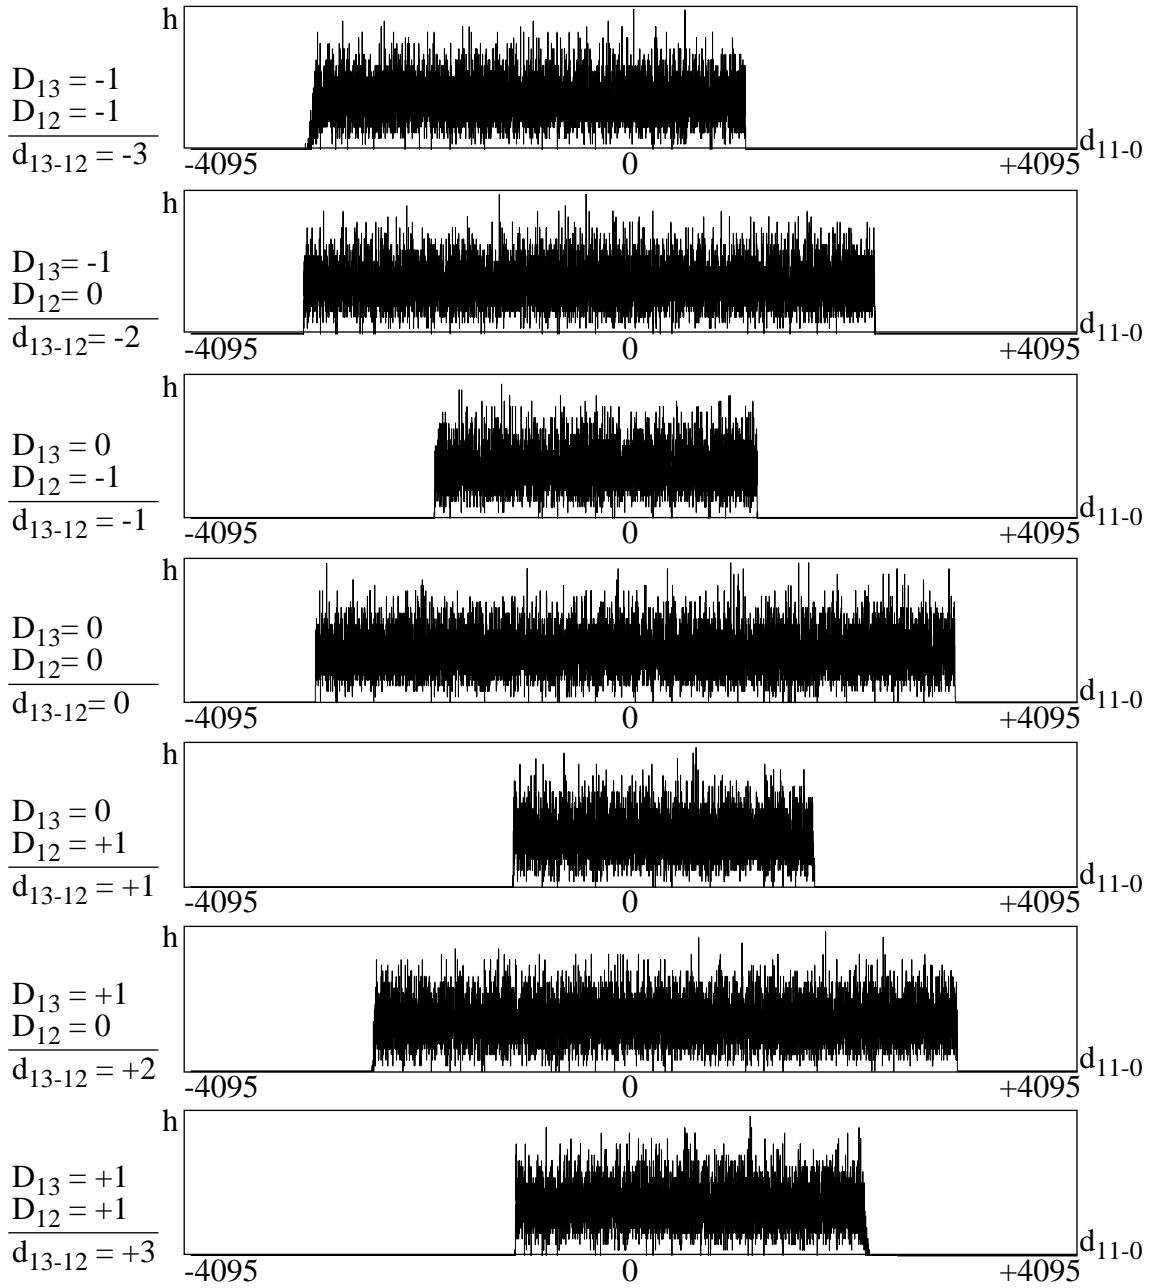 h
D13 = -1
D12 = -1
d13-12 = -3
d11-0
-4095 0 +4095
h
D13= -1
D12= 0
d13-12= -2
d11-0
-4095 0 +4095
h
D13 = 0
D12 = -1
d13-12 = -1
d11-0
-4095 0 +4095
h
D13= 0
D12= 0
d13-12= 0
d11-0
-4095 0 +4095
h
D13 = 0
D12 = +1
d13-12 = +1
d11-0
-4095 0 +4095
h
D13 = +1
D12 = 0
d13-12 = +2
d11-0
-4095 0 +4095
h
D13 = +1
D12 = +1
d13-12 = +3
d11-0
-4095 0 +4095